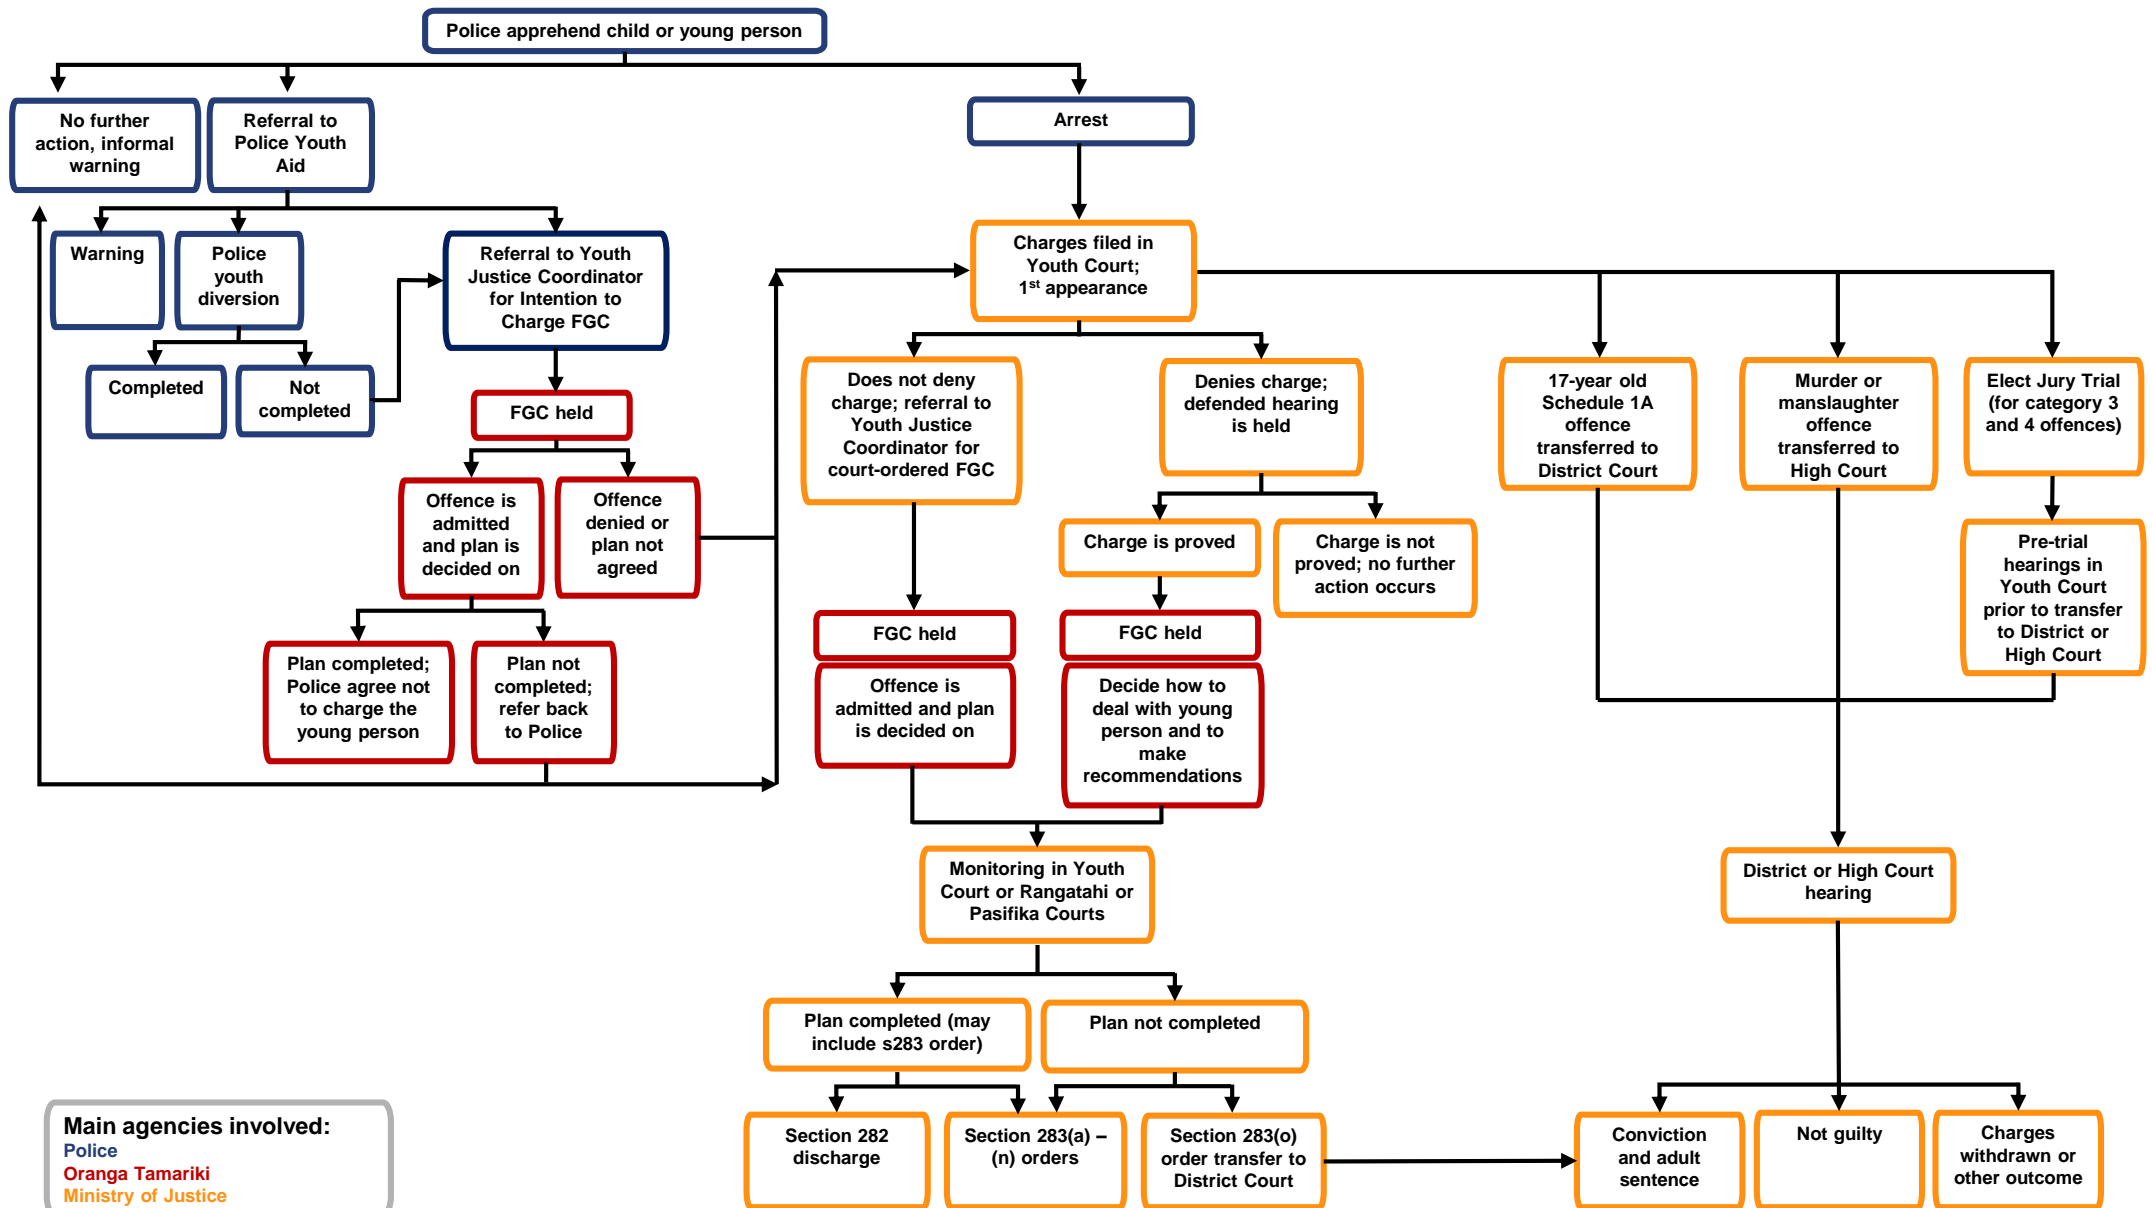 Police apprehend child or young person
No further
action, informal
warning
Referral to
Police Youth
Aid
Arrest
Warning
Police
youth
diversion
Referral to Youth
Justice Coordinator
for Intention to
Charge FGC
Charges filed in
Youth Court;
1st appearance
Completed
Not
completed
FGC held
Does not deny
charge; referral to
Youth Justice
Coordinator for
court-ordered FGC
Denies charge;
defended hearing
is held
17-year old
Schedule 1A
offence
transferred to
District Court
Murder or
manslaughter
offence
transferred to
High Court
Elect Jury Trial
(for category 3
and 4 offences)
Offence is
admitted
and plan is
decided on
Offence
denied or
plan not
agreed
Charge is proved
Charge is not
proved; no further
action occurs
Pre-trial
hearings in
Youth Court
prior to transfer
to District or
High Court
Plan completed;
Police agree not
to charge the
young person
Plan not
completed;
refer back
to Police
FGC held
Offence is
admitted and plan
is decided on
FGC held
Decide how to
deal with young
person and to
make
recommendations
Monitoring in Youth
Court or Rangatahi or
Pasifika Courts
District or High Court
hearing
Plan completed (may
include s283 order)
Plan not completed
Section 282
discharge
Section 283(a) –
(n) orders
Section 283(o)
order transfer to
District Court
Conviction
and adult
sentence
Not guilty
Charges
withdrawn or
other outcome
Main agencies involved:
Police
Oranga Tamariki
Ministry of Justice